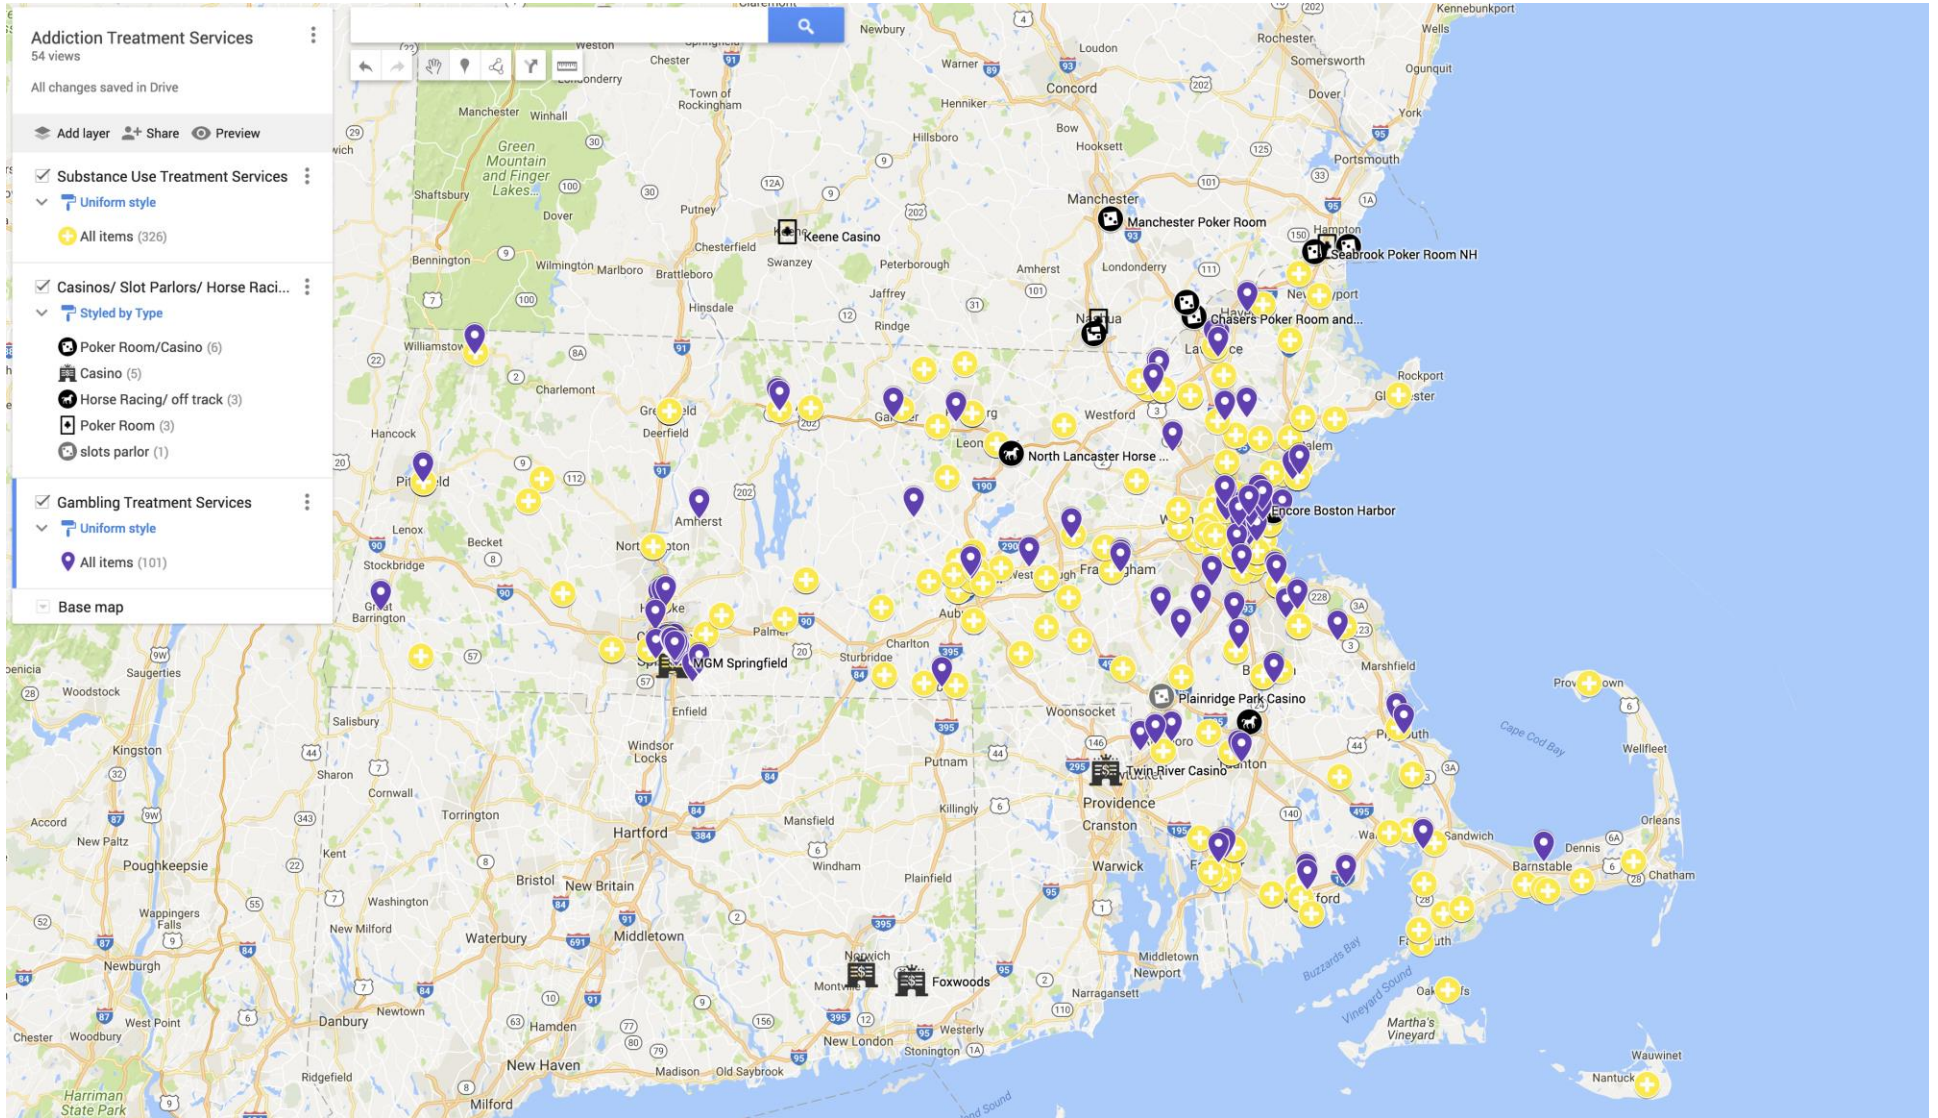 Addiction Treatment Services
54 views
All changes saved in Drive
Add layer
Share
Preview
Substance Use Treatment Services
Uniform style
All items (326)
Casinos/ Slot Parlors/ Horse Raci...
Styled by Type
Poker Room/Casino (6)
Casino (5)
Horse Racing/ off track (3)
Poker Room (3)
slots parlor (1)
Gambling Treatment Services
Uniform style
All items (101)
Base map
Kennebunkport
Newbury
Rochester
Wells
Weston
Chester
Loudon
Somersworth
Warner
Ogunquit
Concord
Dover
Town of
Rockingham
Henniker
Manchester
Winhall
York
Bow
Hillsboro
Hooksett
Green
Mountain
and Finger
Lakes...
Portsmouth
Shaftsbury
Putney
Manchester
Dover
Manchester Poker Room
Hampton
Keene Casino
Chesterfield
Seabrook Poker Room NH
Bennington
Wilmington
Marlboro
Brattleboro
Swanzey
Peterborough
Amherst
Londonderry
Jaffrey
Hinsdale
Rindge
Chasers Poker Room and...
Charlemont
Rockport
Deerfield
Westford
Hancock
North Lancaster Horse ...
Amherst
Encore Boston Harbor
Lenox
Becket
Stockbridge
Great
Barrington
Palmer
Charlton
Sturbridge
MGM Springfield
Marshfield
Saugerties
Woodstock
Plainridge Park Casino
Enfield
Woonsocket
Salisbury
Cape Cod Bay
Windsor
Locks
Wellfleet
Kingston
Sharon
Putnam
Twin River Casino
Cornwall
Killingly
Providence
Torrington
Mansfield
Cranston
Accord
Hartford
Orleans
New Paltz
Sandwich
Kent
Dennis
Poughkeepsie
Windham
Warwick
Barnstable
Bristol
New Britain
Plainfield
Chatham
Washington
Wappingers
Falls
New Milford
Waterbury
Middletown
Norwich
Middletown
Newport
Buzzards Bay
Newburgh
Foxwoods
Narragansett
Vineyard Sound
Newtown
West Point
Danbury
Hamden
Westerly
Martha's
Vineyard
Chester
Woodbury
New London
Stonington
New Haven
Madison
Old Saybrook
Wauwinet
Ridgefield
Nantucket
Harriman
State Park
Milford